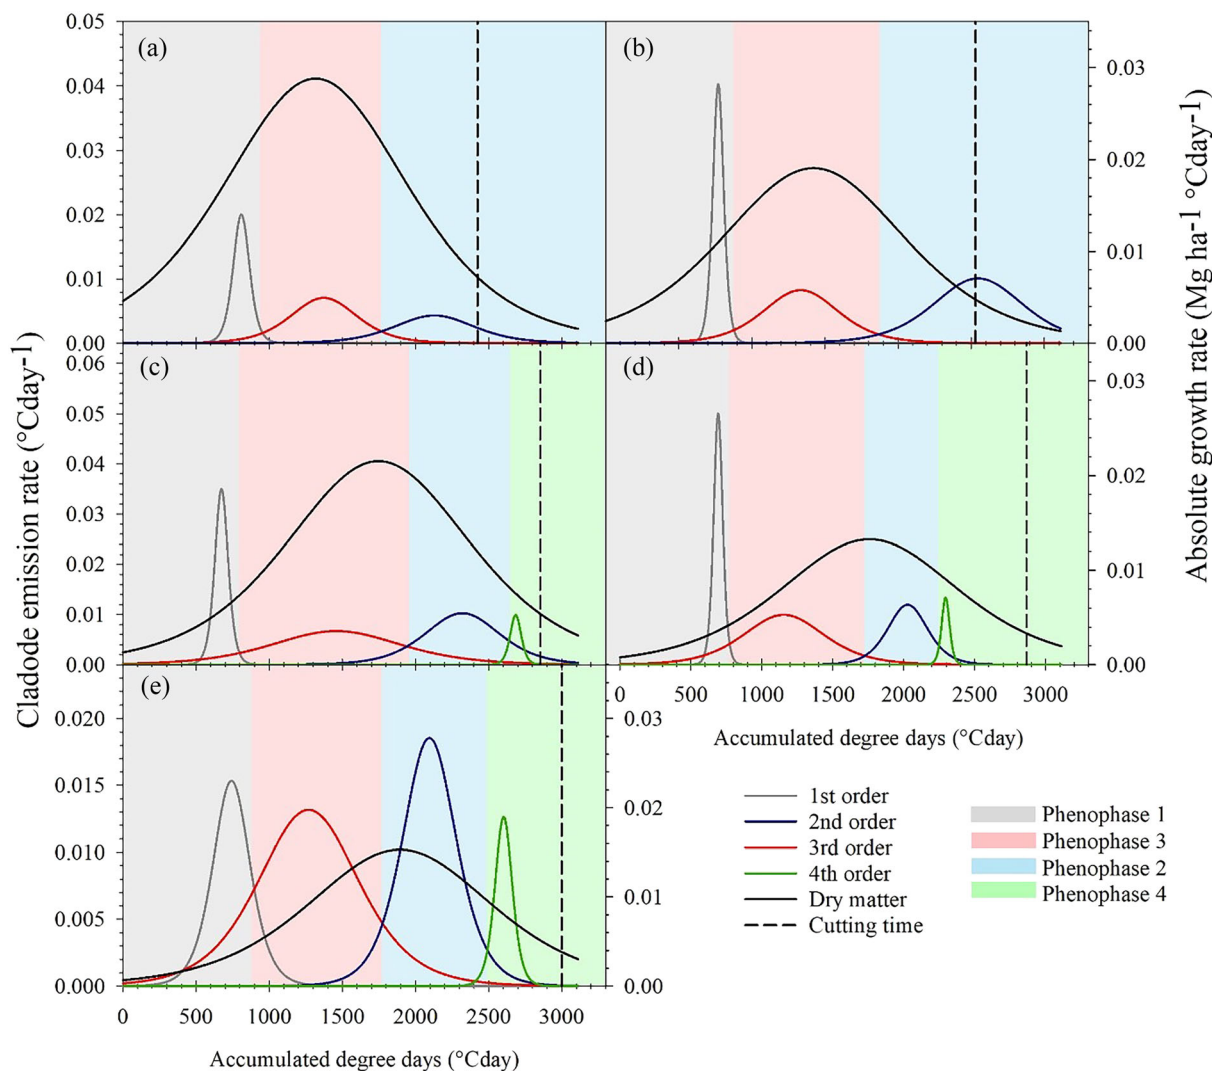 (a)
(b)
0.05
0.04
0.03
0.02
0.01
0.00
0.03
0.02
0.01
0.00
(c)
(d)
0.06
0.05
0.04
0.03
0.02
0.01
0.00
0.03
0.02
0.01
0.00
0 500 1000 1500 2000 2500 3000
Accumulated degree days (°Cday)
(e)
0.020
0.015
0.010
0.005
0.000
0.03
0.02
0.01
0.00
0 500 1000 1500 2000 2500 3000
Accumulated degree days (°Cday)
Cladode emission rate (°Cday-1)
Absolute growth rate (Mg ha-1 °Cday-1)
1st order
2nd order
3rd order
4th order
Dry matter
Cutting time
Phenophase 1
Phenophase 3
Phenophase 2
Phenophase 4